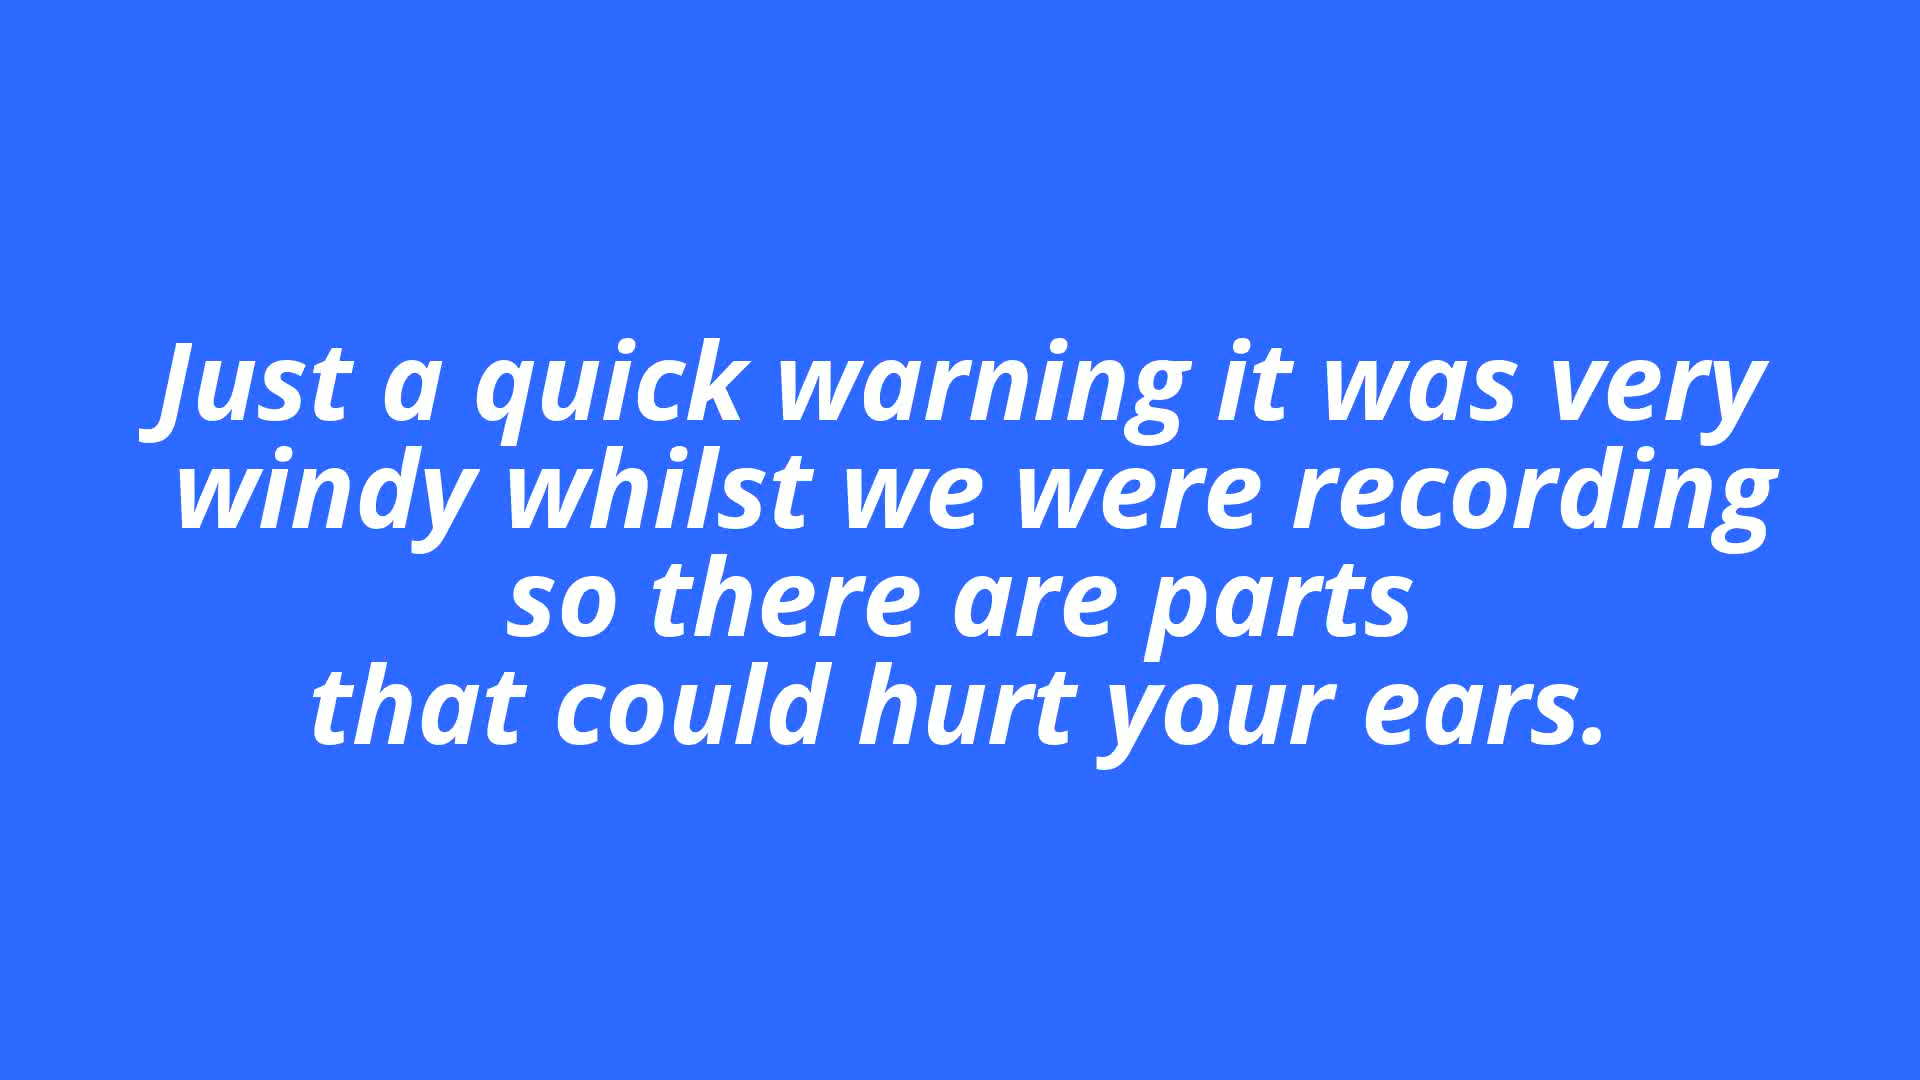 Just a quick warning it was very
windy whilst we were recording
so there are parts
that could hurt your ears.